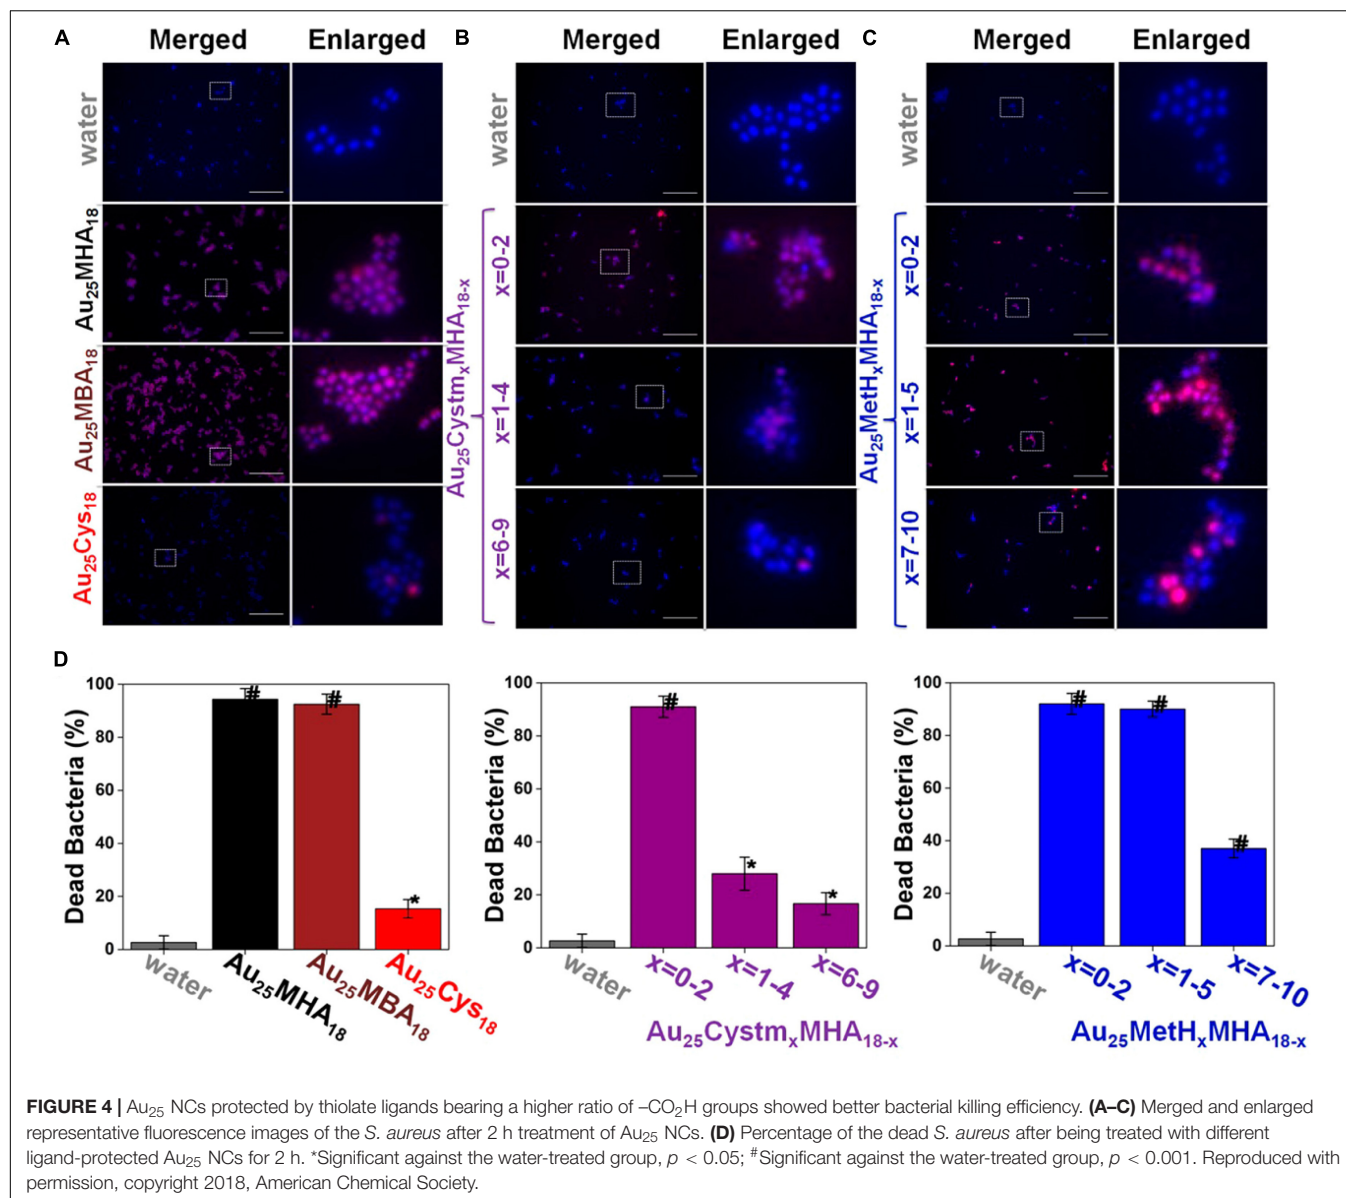 A Merged Enlarged B Merged Enlarged C Merged Enlarged
water
Au25MHA18
Au25MBA18
Au25Cys18
water
Au25CystmxMHA18-x
x=0-2
x=1-4
x=6-9
water
Au25MetHxMHA18-x
x=0-2
x=1-5
x=7-10
D
Dead Bacteria (%)
100
80
60
40
20
0
# # *
water Au25MHA18 Au25MBA18 Au25Cys18
Dead Bacteria (%)
100
80
60
40
20
0
# * *
water x=0-2 x=1-4 x=6-9
Au25CystmxMHA18-x
Dead Bacteria (%)
100
80
60
40
20
0
# # #
water x=0-2 x=1-5 x=7-10
Au25MetHxMHA18-x
FIGURE 4 | Au25 NCs protected by thiolate ligands bearing a higher ratio of –CO2H groups showed better bacterial killing efficiency. (A–C) Merged and enlarged
representative fluorescence images of the S. aureus after 2 h treatment of Au25 NCs. (D) Percentage of the dead S. aureus after being treated with different
ligand-protected Au25 NCs for 2 h. *Significant against the water-treated group, p < 0.05; #Significant against the water-treated group, p < 0.001. Reproduced with
permission, copyright 2018, American Chemical Society.